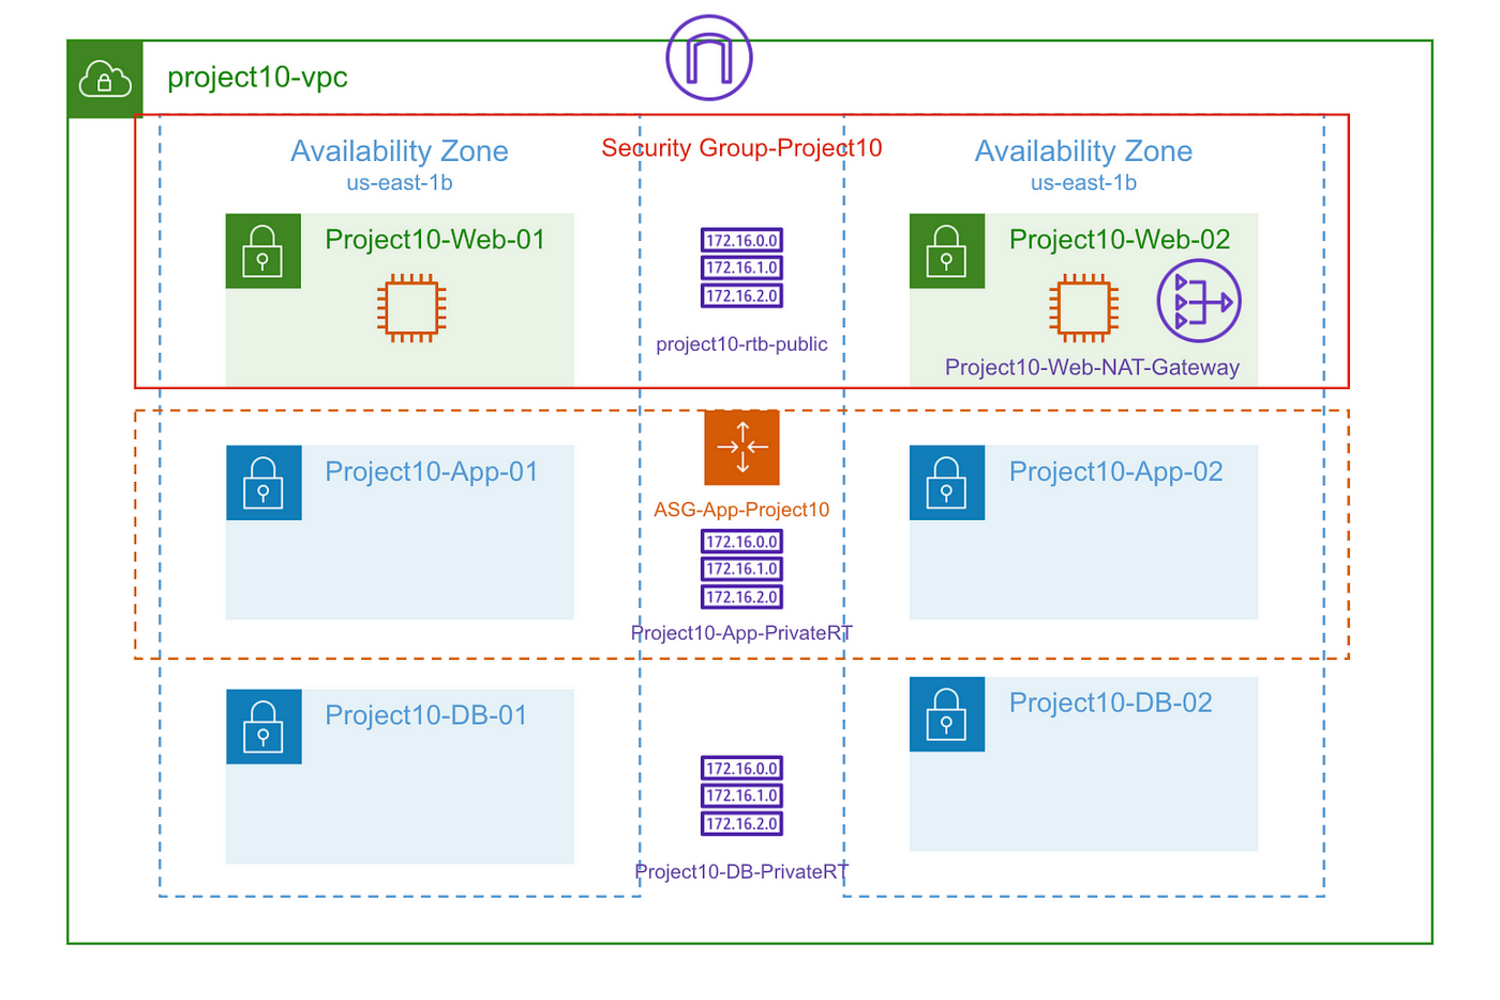 project10-vpc
Availability Zone
us-east-1b
Security Group-Project10
Availability Zone
us-east-1b
Project10-Web-01
172.16.0.0
172.16.1.0
172.16.2.0
project10-rtb-public
Project10-Web-02
Project10-Web-NAT-Gateway
Project10-App-01
ASG-App-Project10
172.16.0.0
172.16.1.0
172.16.2.0
Project10-App-PrivateRT
Project10-App-02
Project10-DB-01
172.16.0.0
172.16.1.0
172.16.2.0
Project10-DB-PrivateRT
Project10-DB-02